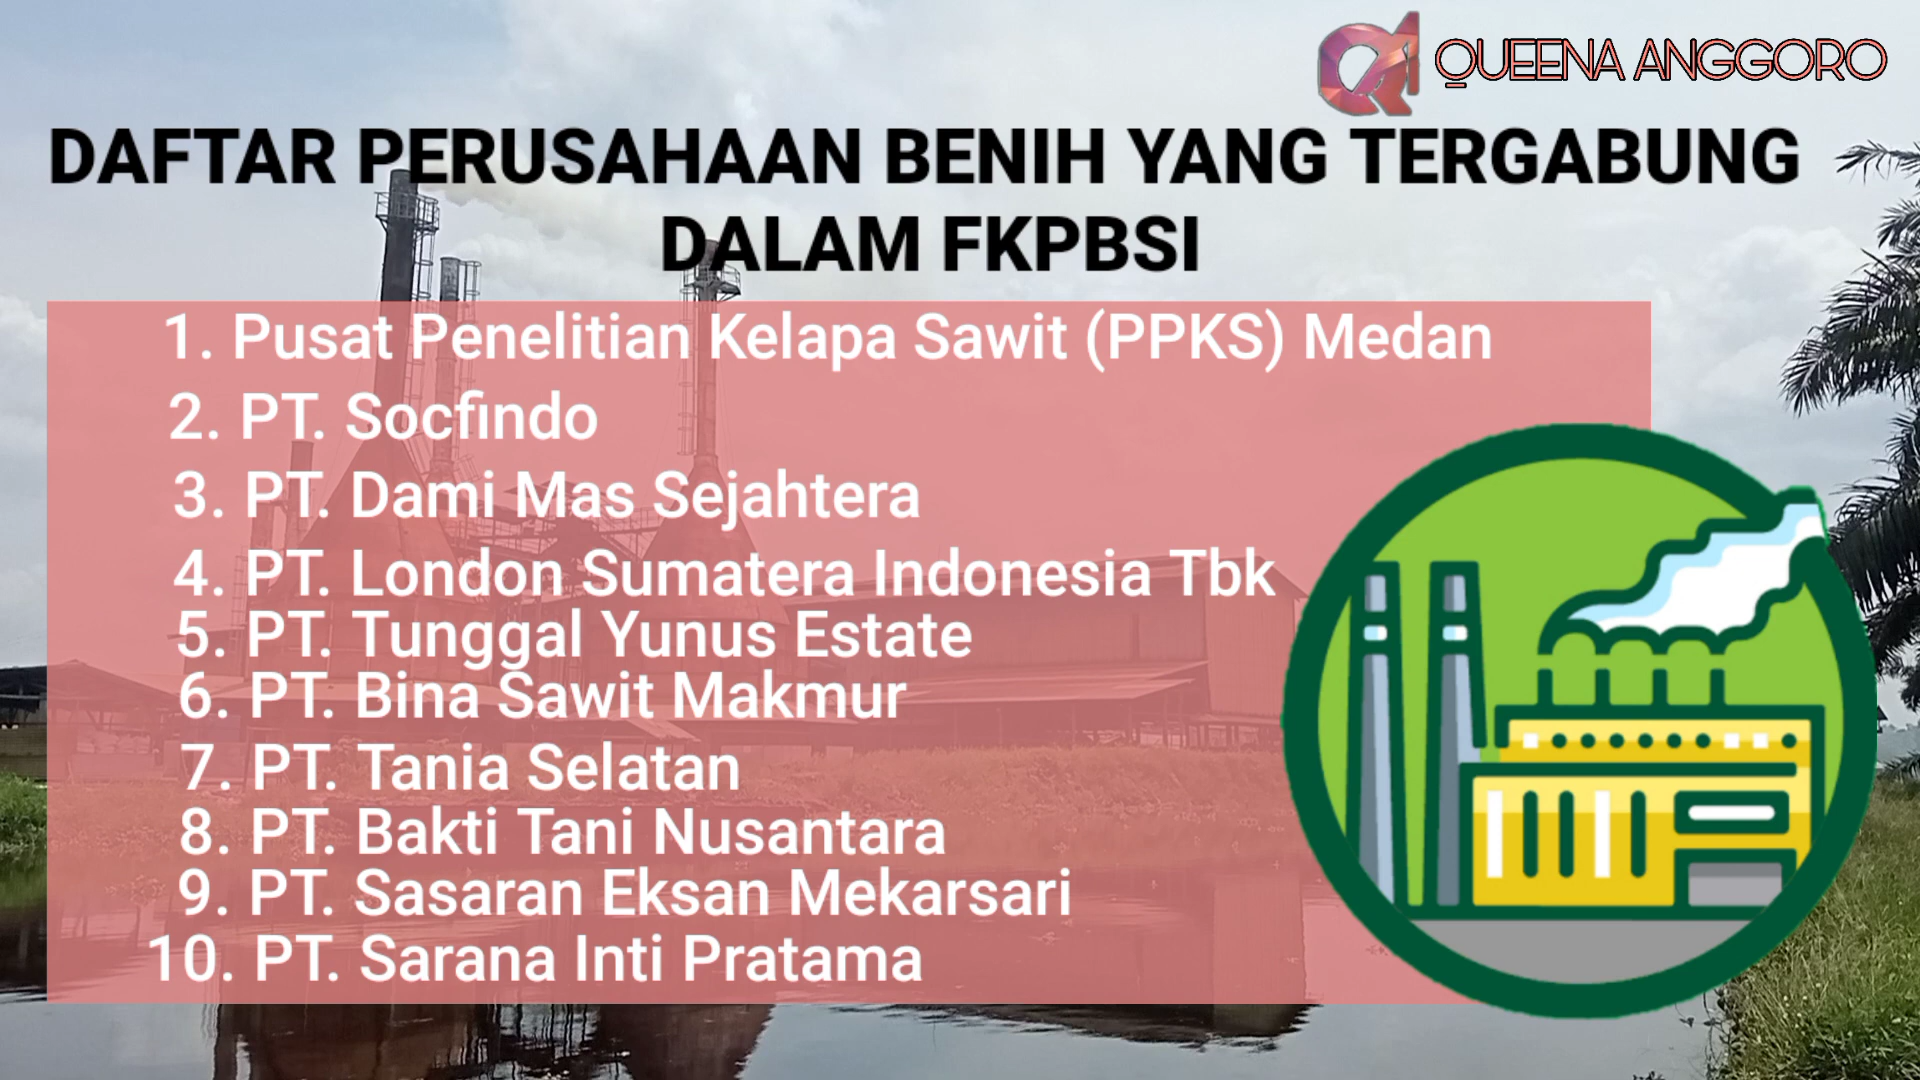 QUEENA ANGGORO
DAFTAR PERUSAHAAN BENIH YANG TERGABUNG
DALAM FKPBSI
1. Pusat Penelitian Kelapa Sawit (PPKS) Medan
2. PT. Socfindo
3. PT. Dami Mas Sejahtera
4. PT. London Sumatera Indonesia Tbk
5. PT. Tunggal Yunus Estate
6. PT. Bina Sawit Makmur
7. PT. Tania Selatan
8. PT. Bakti Tani Nusantara
9. PT. Sasaran Eksan Mekarsari
10. PT. Sarana Inti Pratama